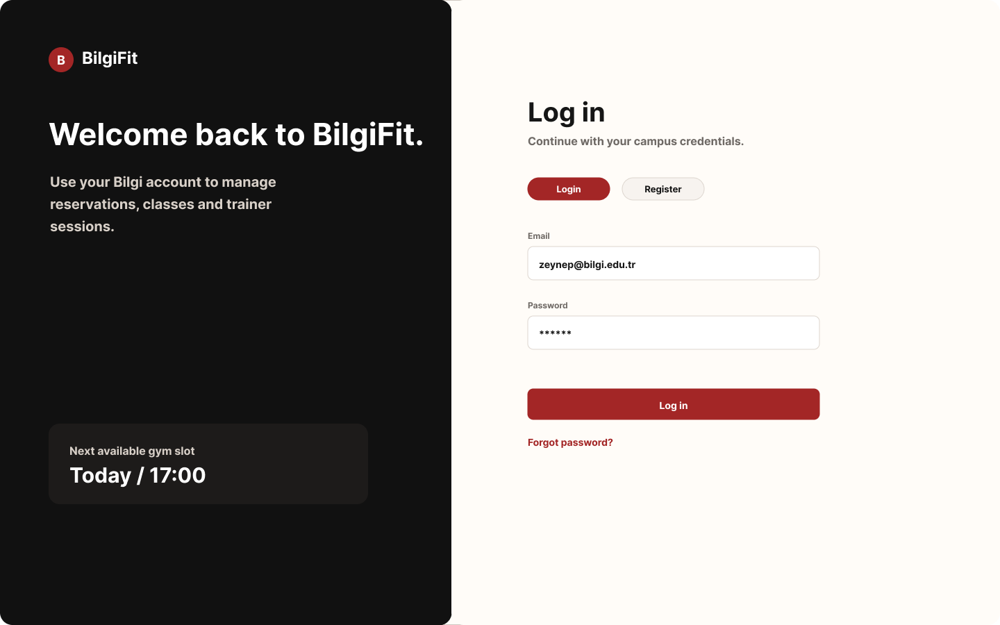 B BilgiFit
Welcome back to BilgiFit.
Use your Bilgi account to manage
reservations, classes and trainer
sessions.
Next available gym slot
Today / 17:00
Log in
Continue with your campus credentials.
Login Register
Email
zeynep@bilgi.edu.tr
Password
******
Log in
Forgot password?